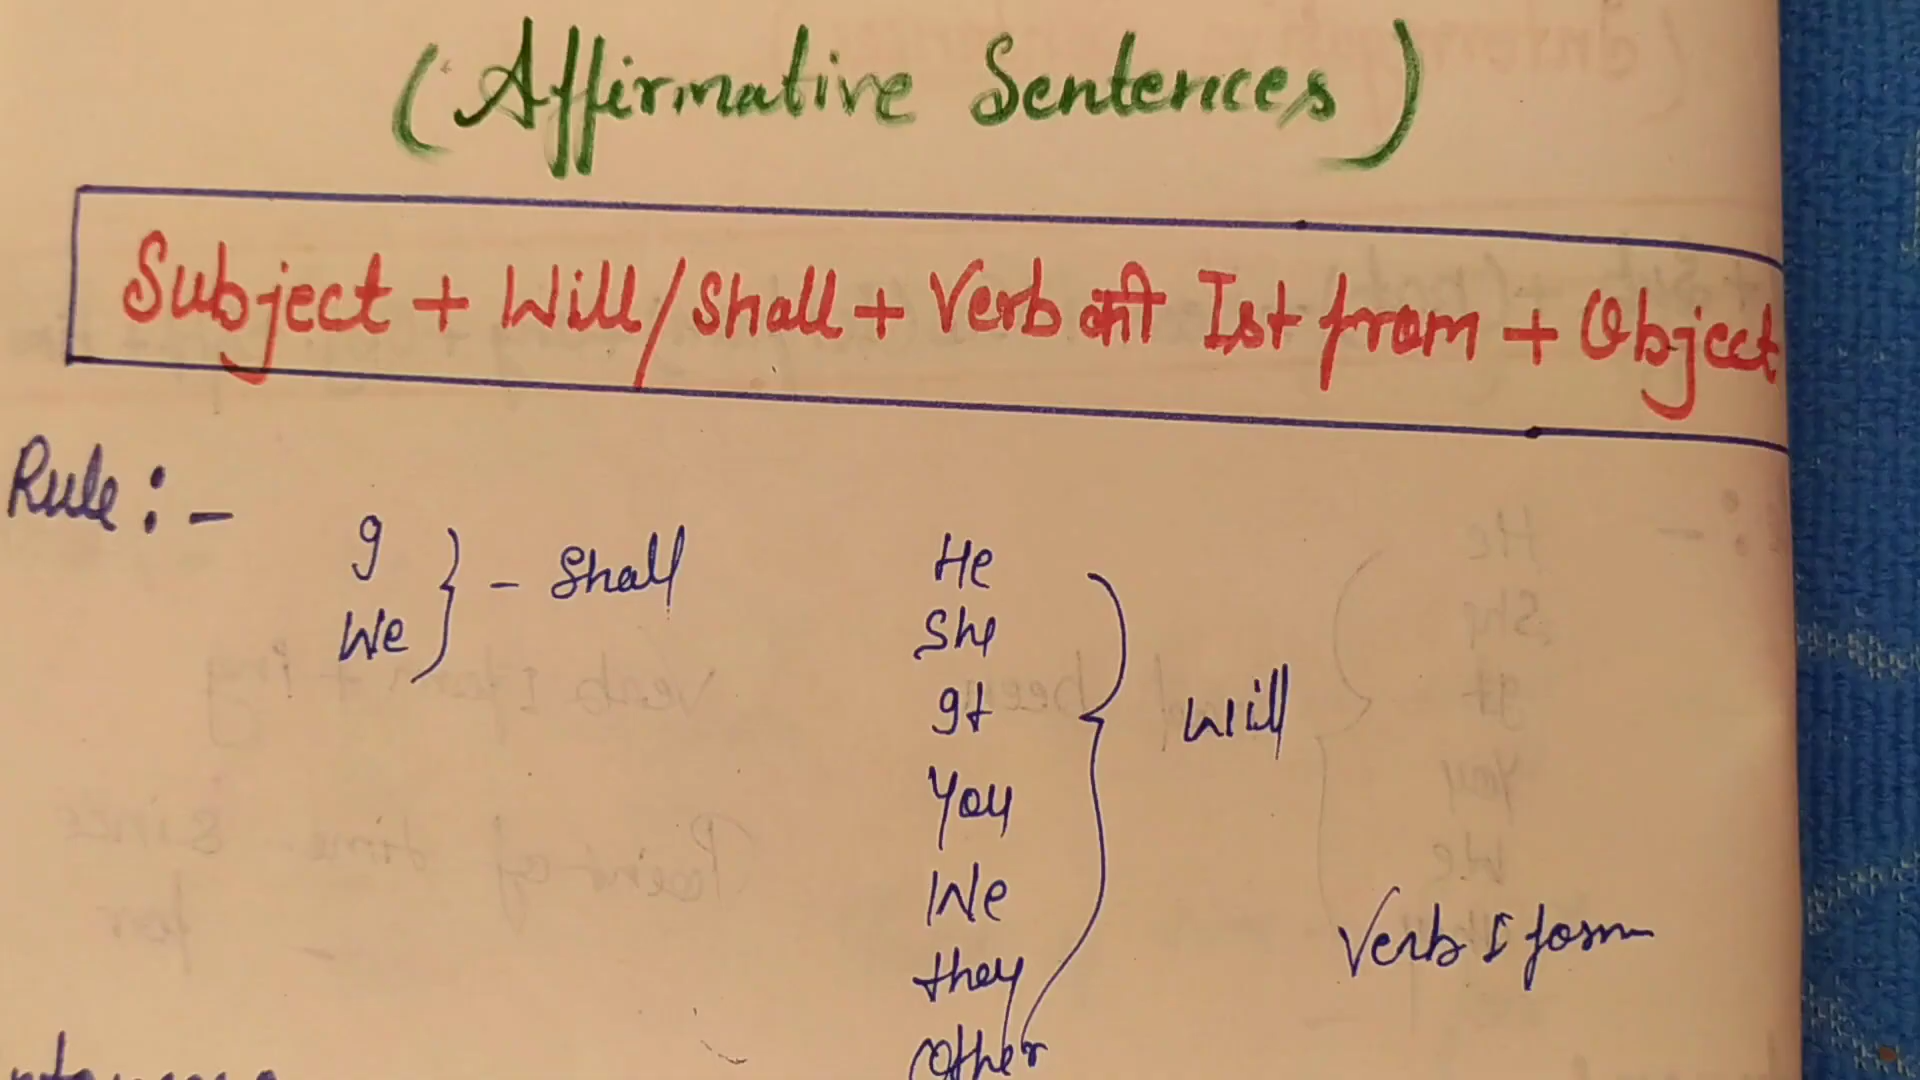 (Affirmative Sentences)
Subject + Will/Shall + Verb की Ist from + Object
Rule :-
I
We
- Shall
He
She
It
You
We
they
Other
will
Verb I form